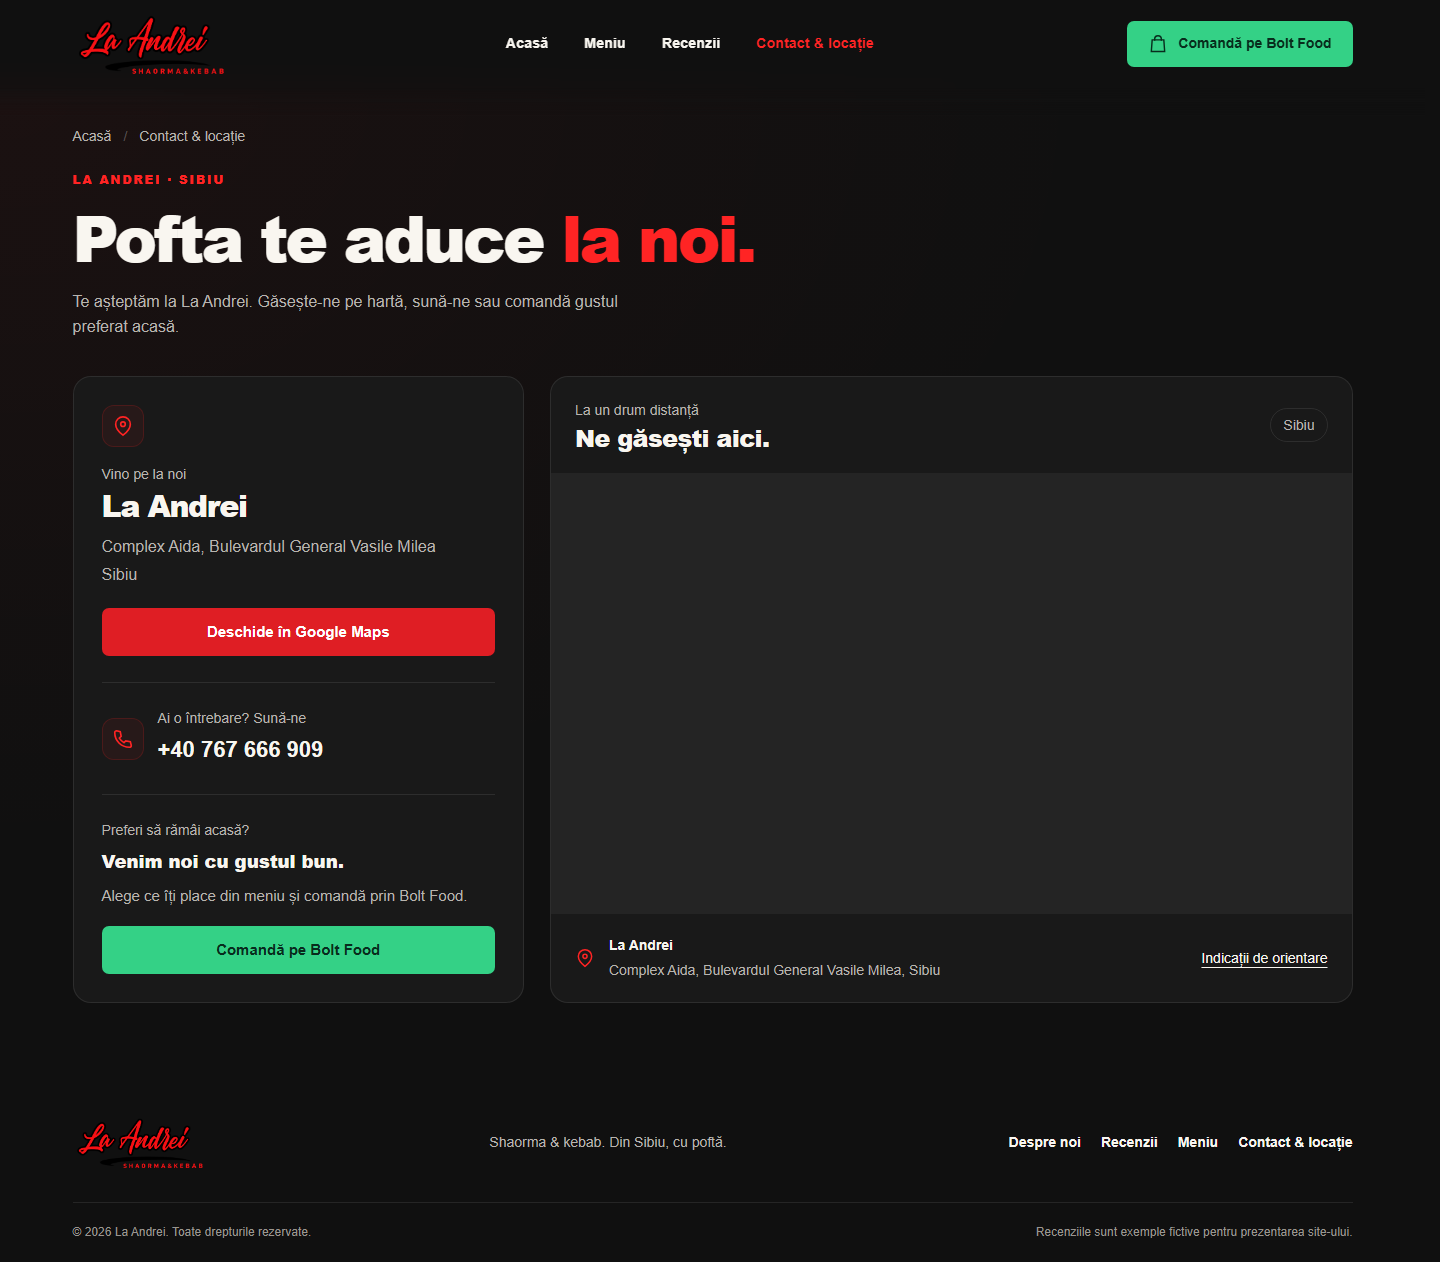 La Andrei
SHAORMA&KEBAB
Acasă
Meniu
Recenzii
Contact & locație
Comandă pe Bolt Food
Acasă / Contact & locație
LA ANDREI • SIBIU
Pofta te aduce la noi.
Te așteptăm la La Andrei. Găsește-ne pe hartă, sună-ne sau comandă gustul
preferat acasă.
Vino pe la noi
La Andrei
Complex Aida, Bulevardul General Vasile Milea
Sibiu
Deschide în Google Maps
Ai o întrebare? Sună-ne
+40 767 666 909
Preferi să rămâi acasă?
Venim noi cu gustul bun.
Alege ce îți place din meniu și comandă prin Bolt Food.
Comandă pe Bolt Food
La un drum distanță
Ne găsești aici.
Sibiu
La Andrei
Complex Aida, Bulevardul General Vasile Milea, Sibiu
Indicații de orientare
La Andrei
SHAORMA&KEBAB
Shaorma & kebab. Din Sibiu, cu poftă.
Despre noi
Recenzii
Meniu
Contact & locație
© 2026 La Andrei. Toate drepturile rezervate.
Recenziile sunt exemple fictive pentru prezentarea site-ului.